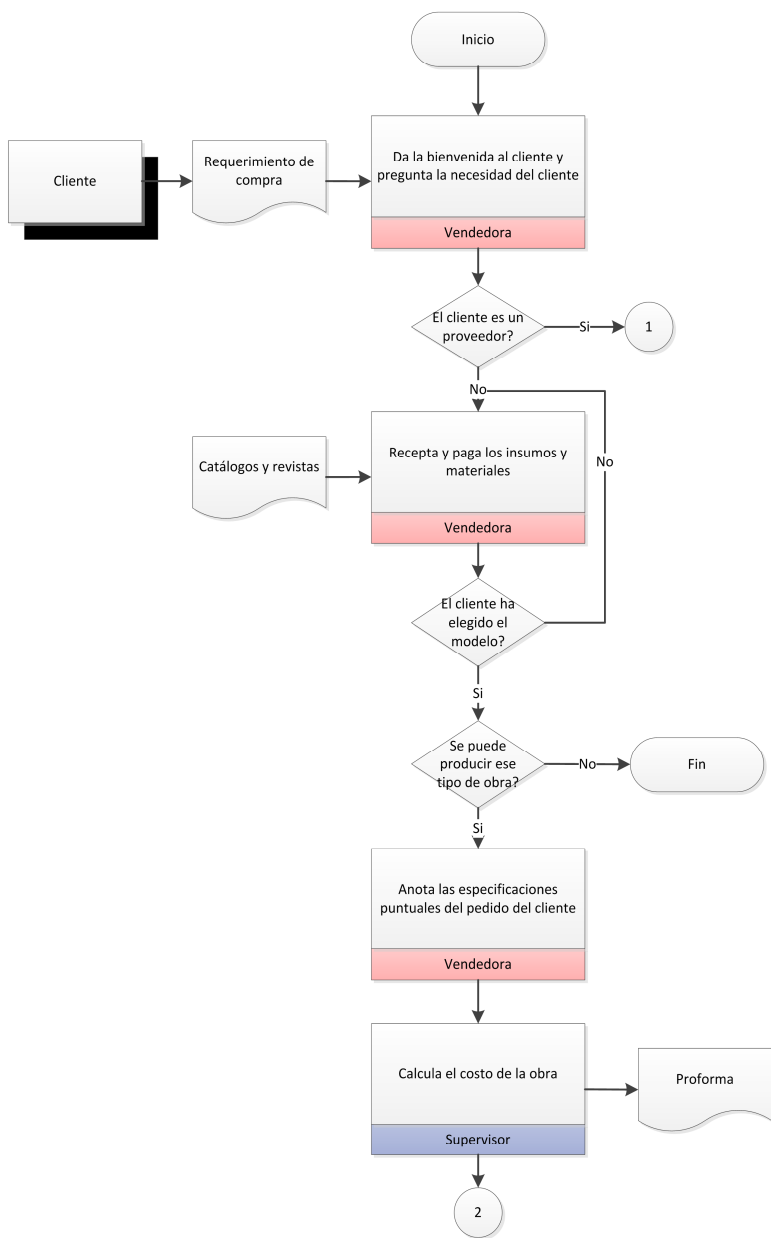 Inicio
Da la bienvenida al cliente y
pregunta la necesidad del cliente
Vendedora
Cliente
Requerimiento de
compra
El cliente es un
proveedor?
Si
1
No
Recepta y paga los insumos y
materiales
Vendedora
Catálogos y revistas
No
El cliente ha
elegido el
modelo?
Si
Se puede
producir ese
tipo de obra?
No
Fin
Si
Anota las especificaciones
puntuales del pedido del cliente
Vendedora
Calcula el costo de la obra
Supervisor
Proforma
2